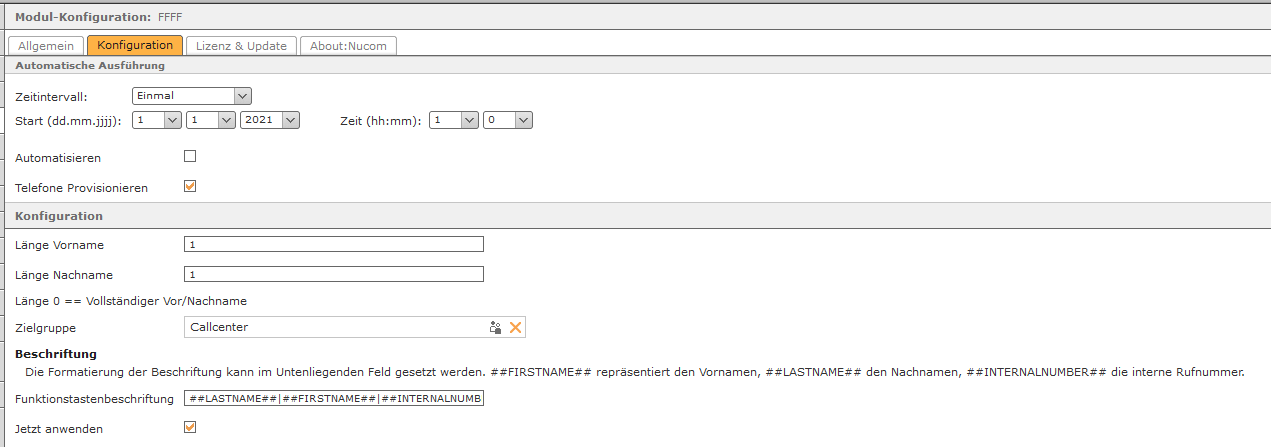 Modul-Konfiguration: FFFF
Allgemein Konfiguration Lizenz & Update About:Nucom
Automatische Ausführung
Zeitintervall: Einmal
Start (dd.mm.jjjj): 1 1 2021 Zeit (hh:mm): 1 0
Automatisieren
Telefone Provisionieren
Konfiguration
Länge Vorname 1
Länge Nachname 1
Länge 0 == Vollständiger Vor/Nachname
Zielgruppe Callcenter
Beschriftung
Die Formatierung der Beschriftung kann im Untenliegenden Feld gesetzt werden. ##FIRSTNAME## repräsentiert den Vornamen, ##LASTNAME## den Nachnamen, ##INTERNALNUMBER## die interne Rufnummer.
Funktionstastenbeschriftung ##LASTNAME##|##FIRSTNAME##|##INTERNALNUMB
Jetzt anwenden